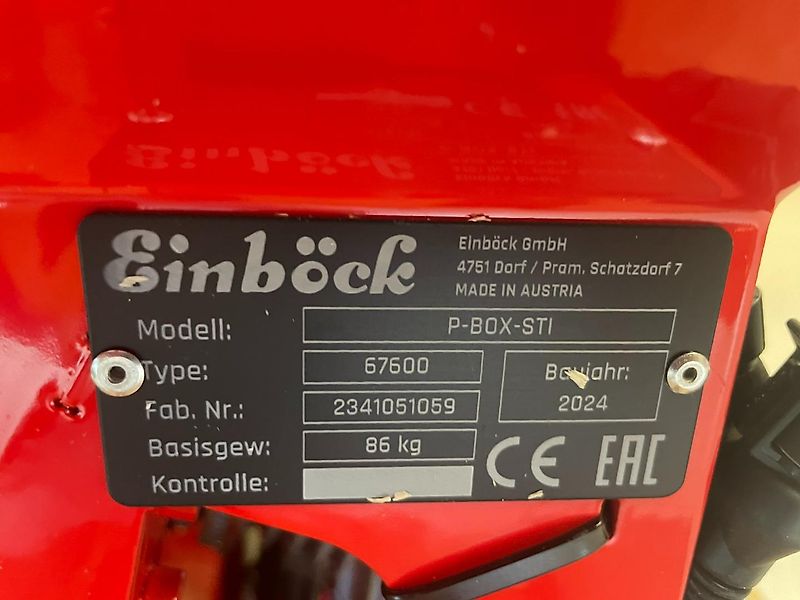 Einböck
Einböck GmbH
4751 Dorf / Pram, Schatzdorf 7
MADE IN AUSTRIA
Modell: P-BOX-STI
Type: 67600
Baujahr:
2024
Fab. Nr.: 2341051059
Basisgew: 86 kg
Kontrolle:
CE EAC